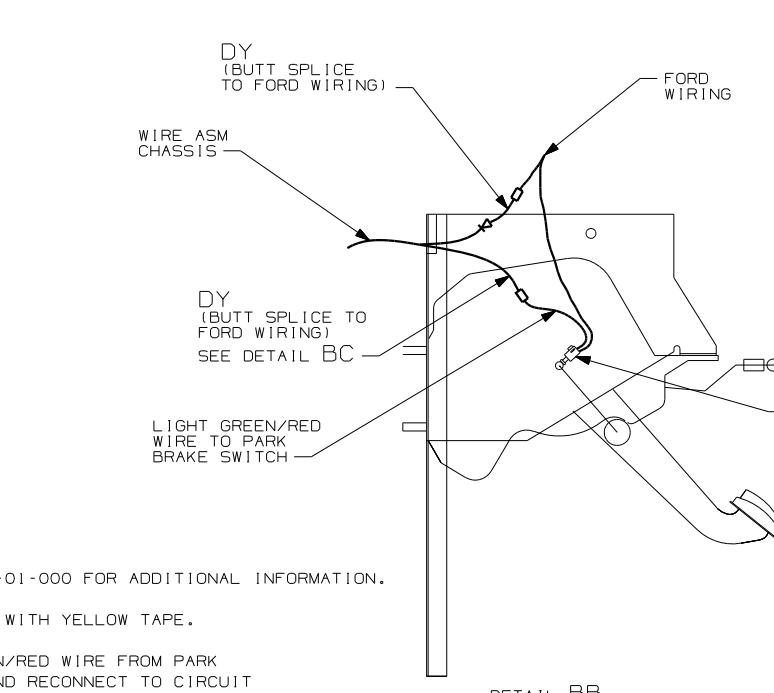 DY
(BUTT SPLICE
TO FORD WIRING)
FORD
WIRING
WIRE ASM
CHASSIS
DY
(BUTT SPLICE TO
FORD WIRING)
SEE DETAIL BC
LIGHT GREEN/RED
WIRE TO PARK
BRAKE SWITCH
-01-000 FOR ADDITIONAL INFORMATION.
WITH YELLOW TAPE.
N/RED WIRE FROM PARK
ND RECONNECT TO CIRCUIT
DETAIL BB